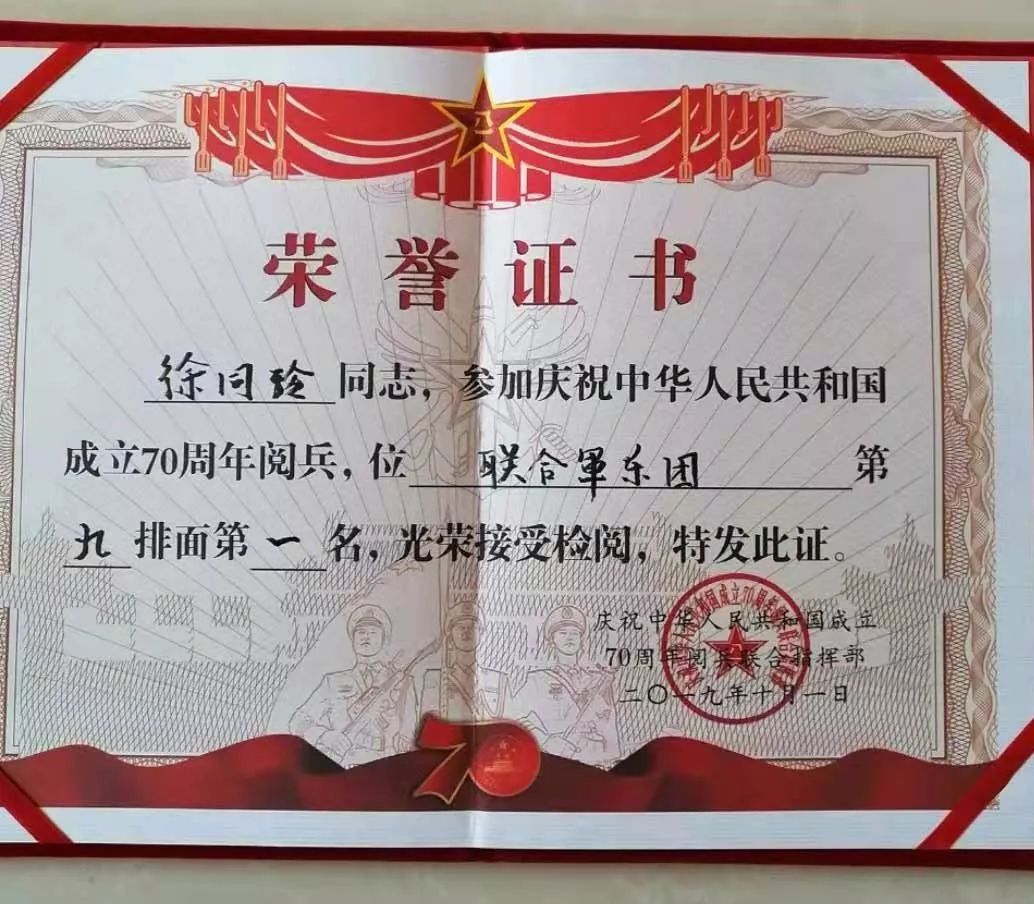 八一
荣誉证书
徐同玲同志，参加庆祝中华人民共和国
成立70周年阅兵，位联合军乐团第
九排面第一名，光荣接受检阅，特发此证。
庆祝中华人民共和国成立
70周年阅兵联合指挥部
二〇一九年十月一日
70